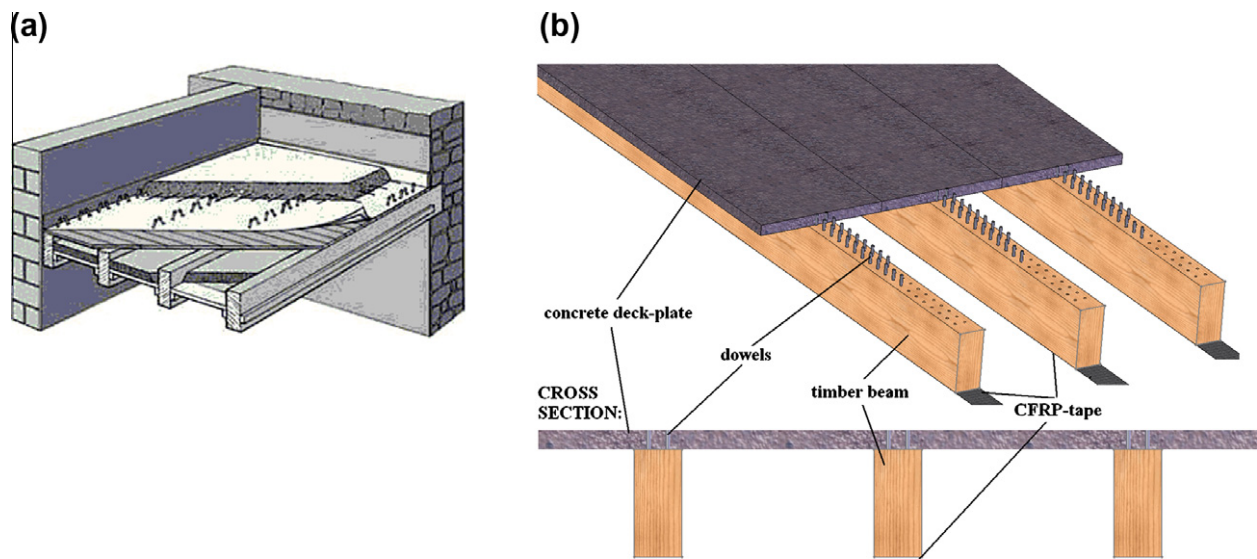 (a)
(b)
concrete deck-plate
dowels
timber beam
CFRP-tape
CROSS
SECTION: